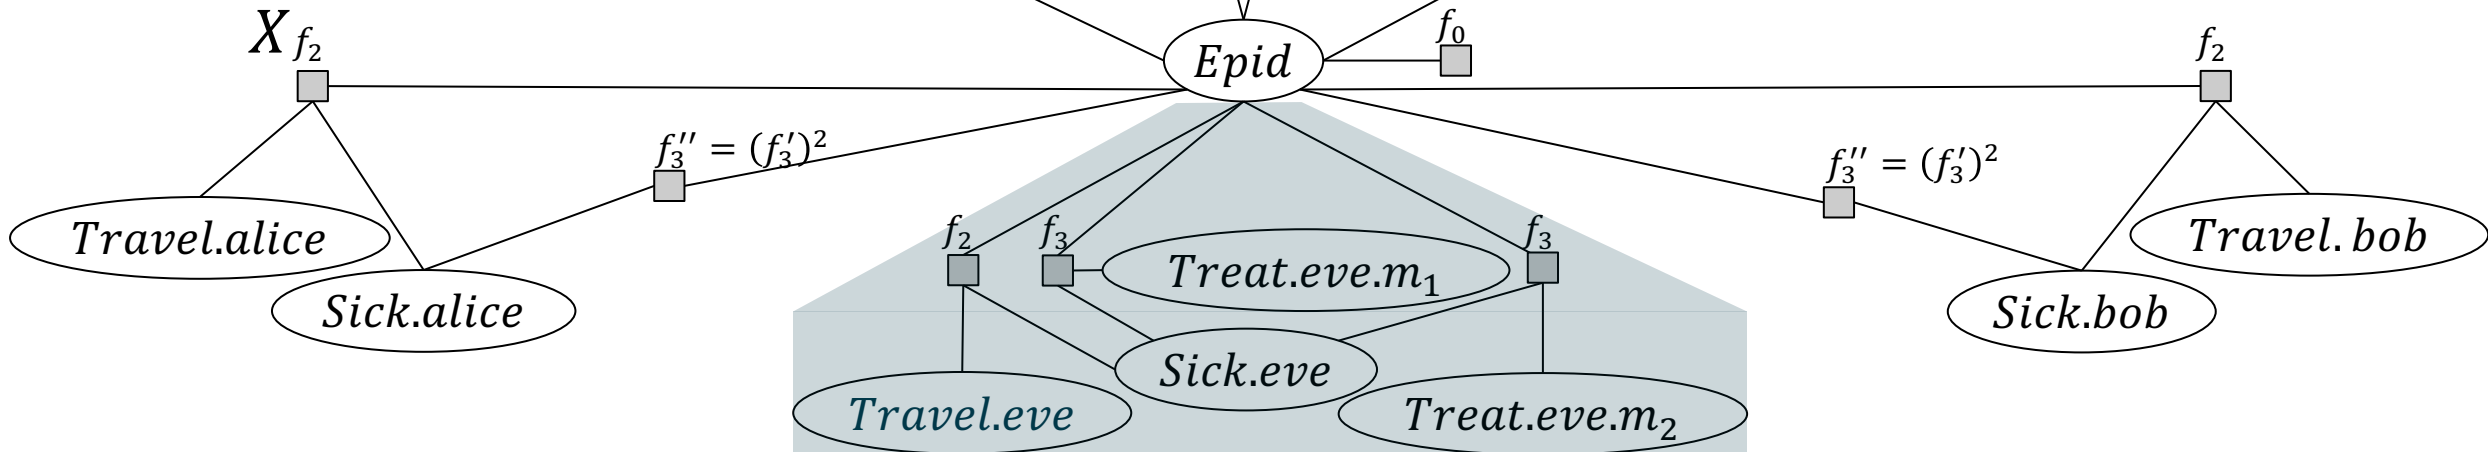 X f₂
f₀
f₂
Epid
f₃′′ = (f₃′)²
f₃′′ = (f₃′)²
Travel.alice
f₂
f₃
f₃
Travel.bob
Treat.eve.m₁
Sick.alice
Sick.bob
Sick.eve
Travel.eve
Treat.eve.m₂